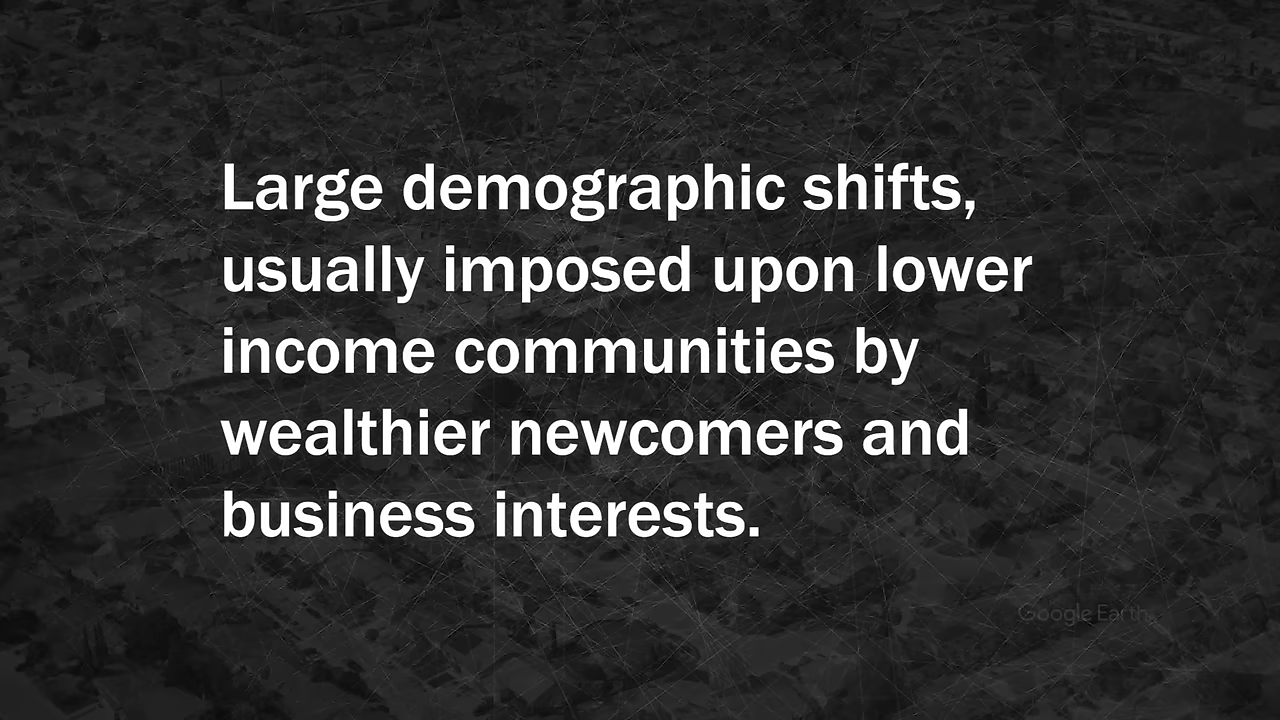 Large demographic shifts,
usually imposed upon lower
income communities by
wealthier newcomers and
business interests.
Google Earth